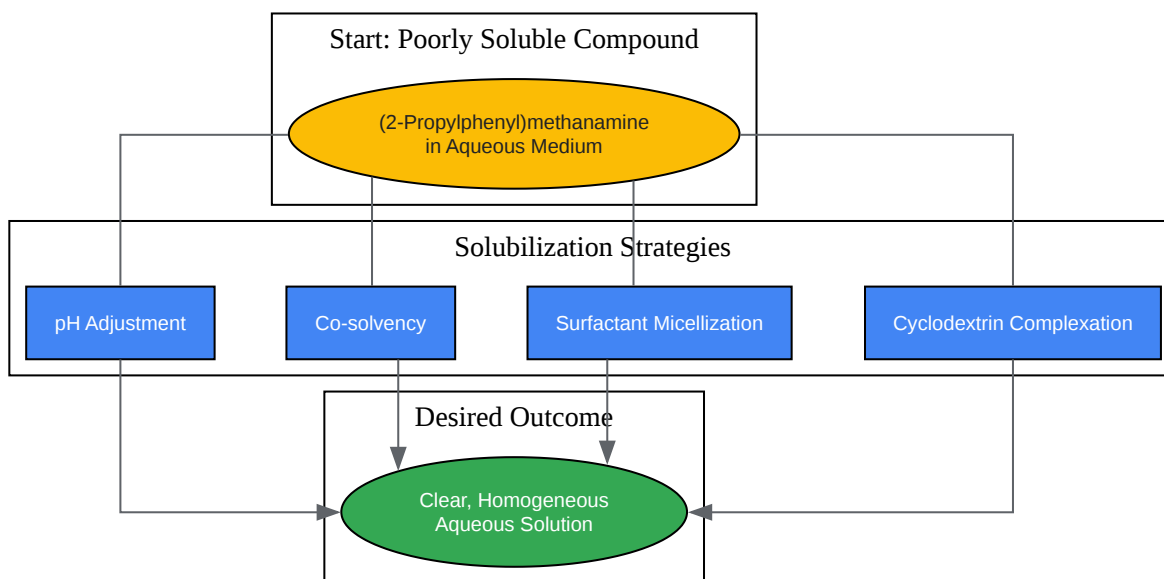 Start: Poorly Soluble Compound
(2-Propylphenyl)methanamine
in Aqueous Medium
Solubilization Strategies
pH Adjustment
Co-solvency
Surfactant Micellization
Cyclodextrin Complexation
Desired Outcome
Clear, Homogeneous
Aqueous Solution